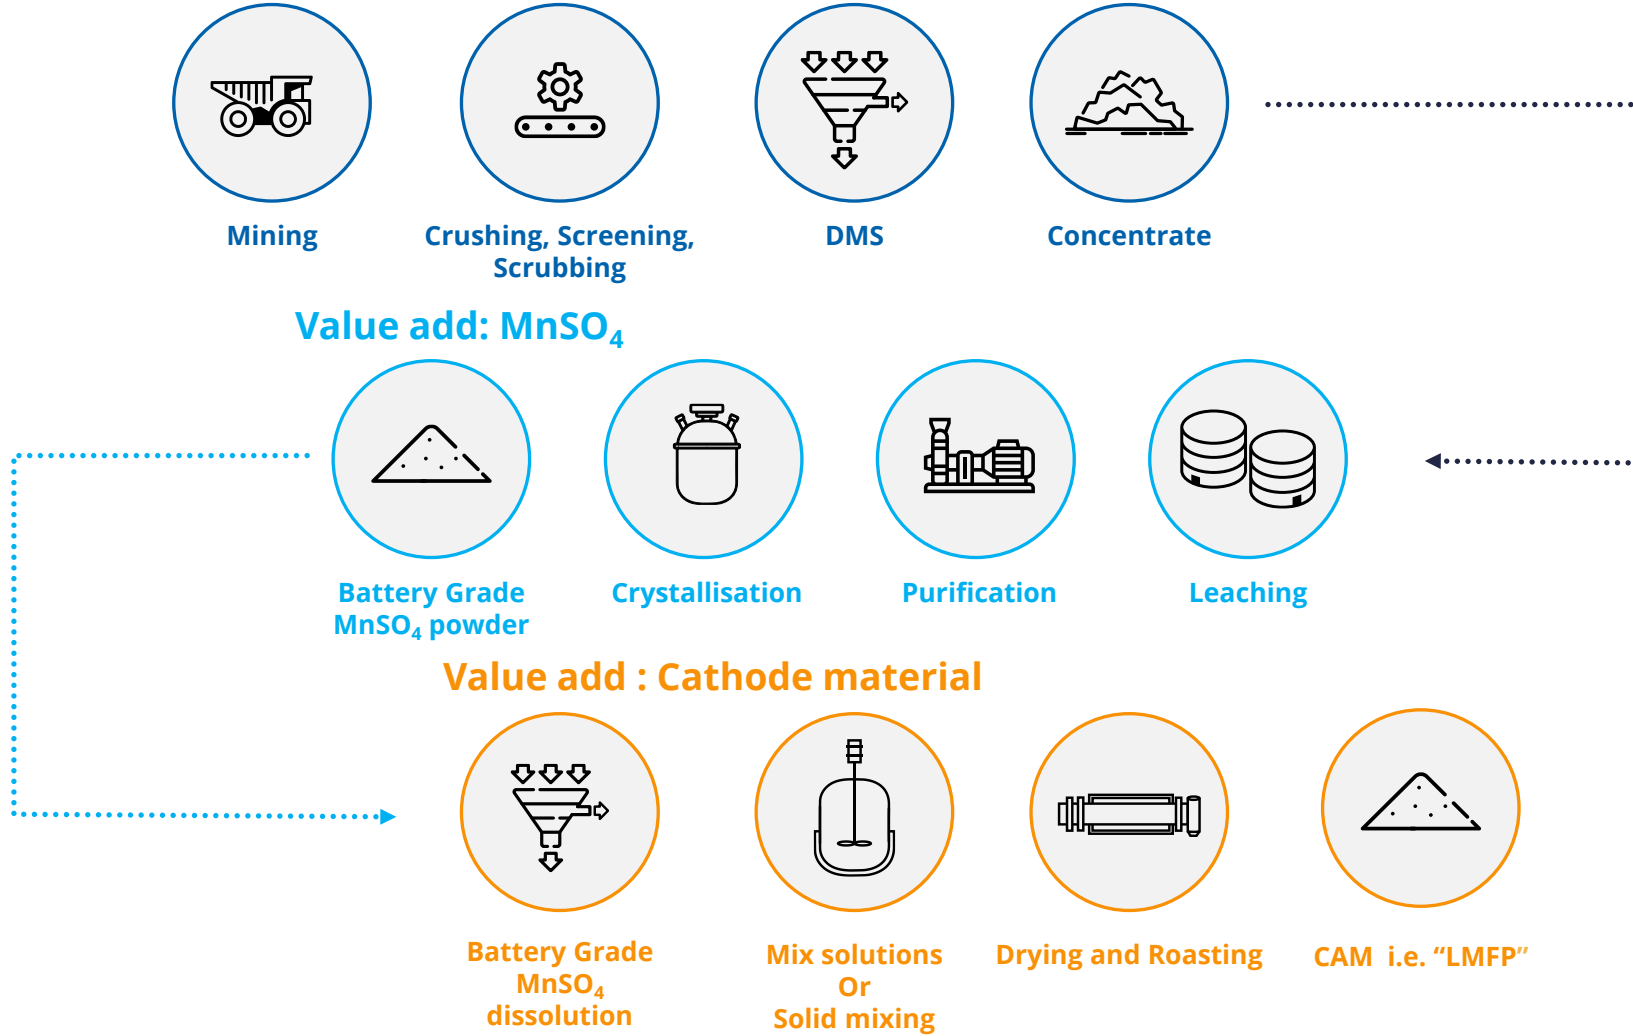 Mining
Crushing, Screening,
Scrubbing
DMS
Concentrate
Value add: MnSO₄
Battery Grade
MnSO₄ powder
Crystallisation
Purification
Leaching
Value add : Cathode material
Battery Grade
MnSO₄
dissolution
Mix solutions
Or
Solid mixing
Drying and Roasting
CAM  i.e. “LMFP”